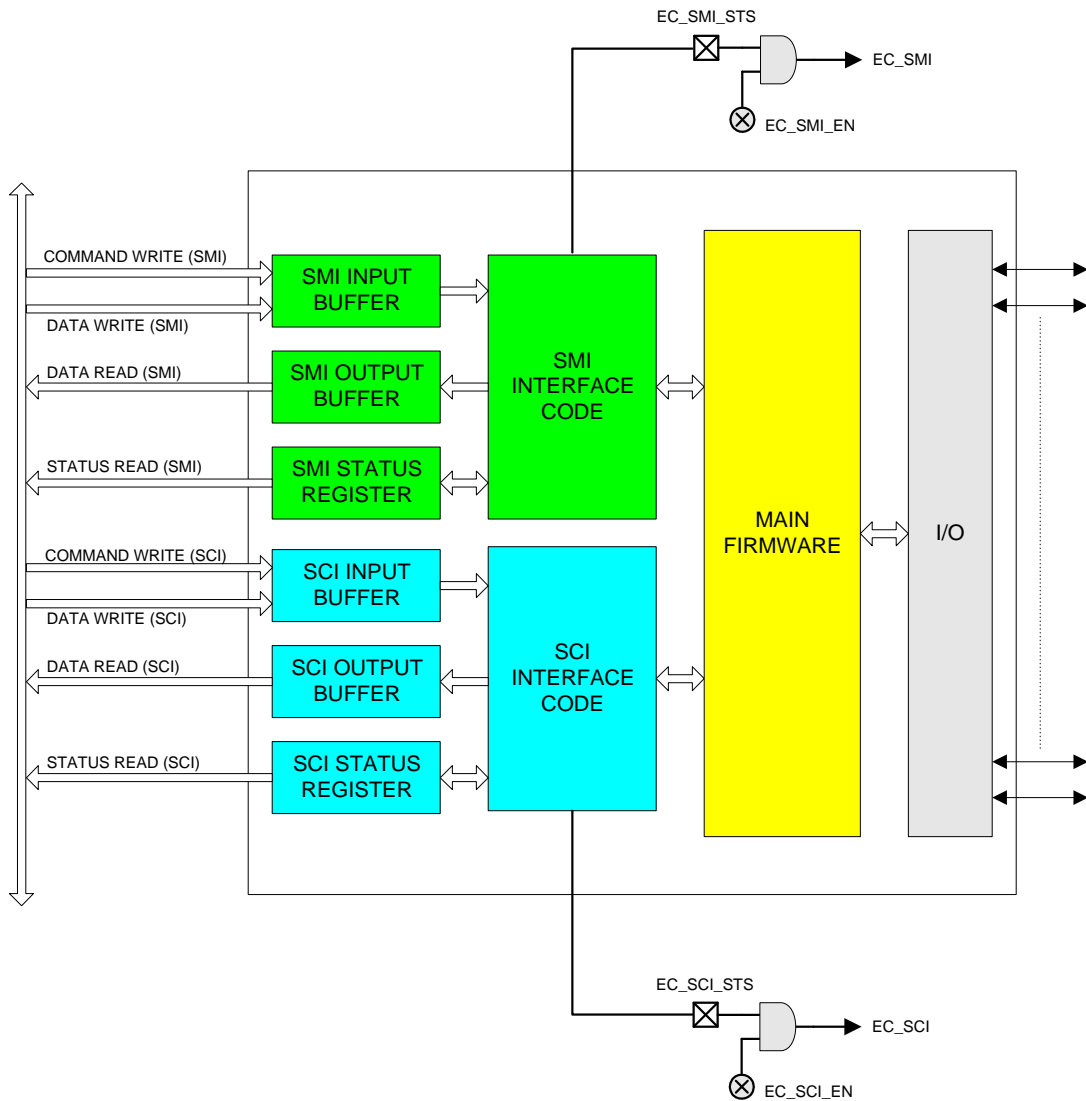 EC_SMI_STS
EC_SMI
EC_SMI_EN
COMMAND WRITE (SMI)
SMI INPUT
BUFFER
DATA WRITE (SMI)
DATA READ (SMI)
SMI OUTPUT
BUFFER
STATUS READ (SMI)
SMI STATUS
REGISTER
SMI
INTERFACE
CODE
COMMAND WRITE (SCI)
SCI INPUT
BUFFER
DATA WRITE (SCI)
DATA READ (SCI)
SCI OUTPUT
BUFFER
STATUS READ (SCI)
SCI STATUS
REGISTER
SCI
INTERFACE
CODE
MAIN
FIRMWARE
I/O
EC_SCI_STS
EC_SCI
EC_SCI_EN